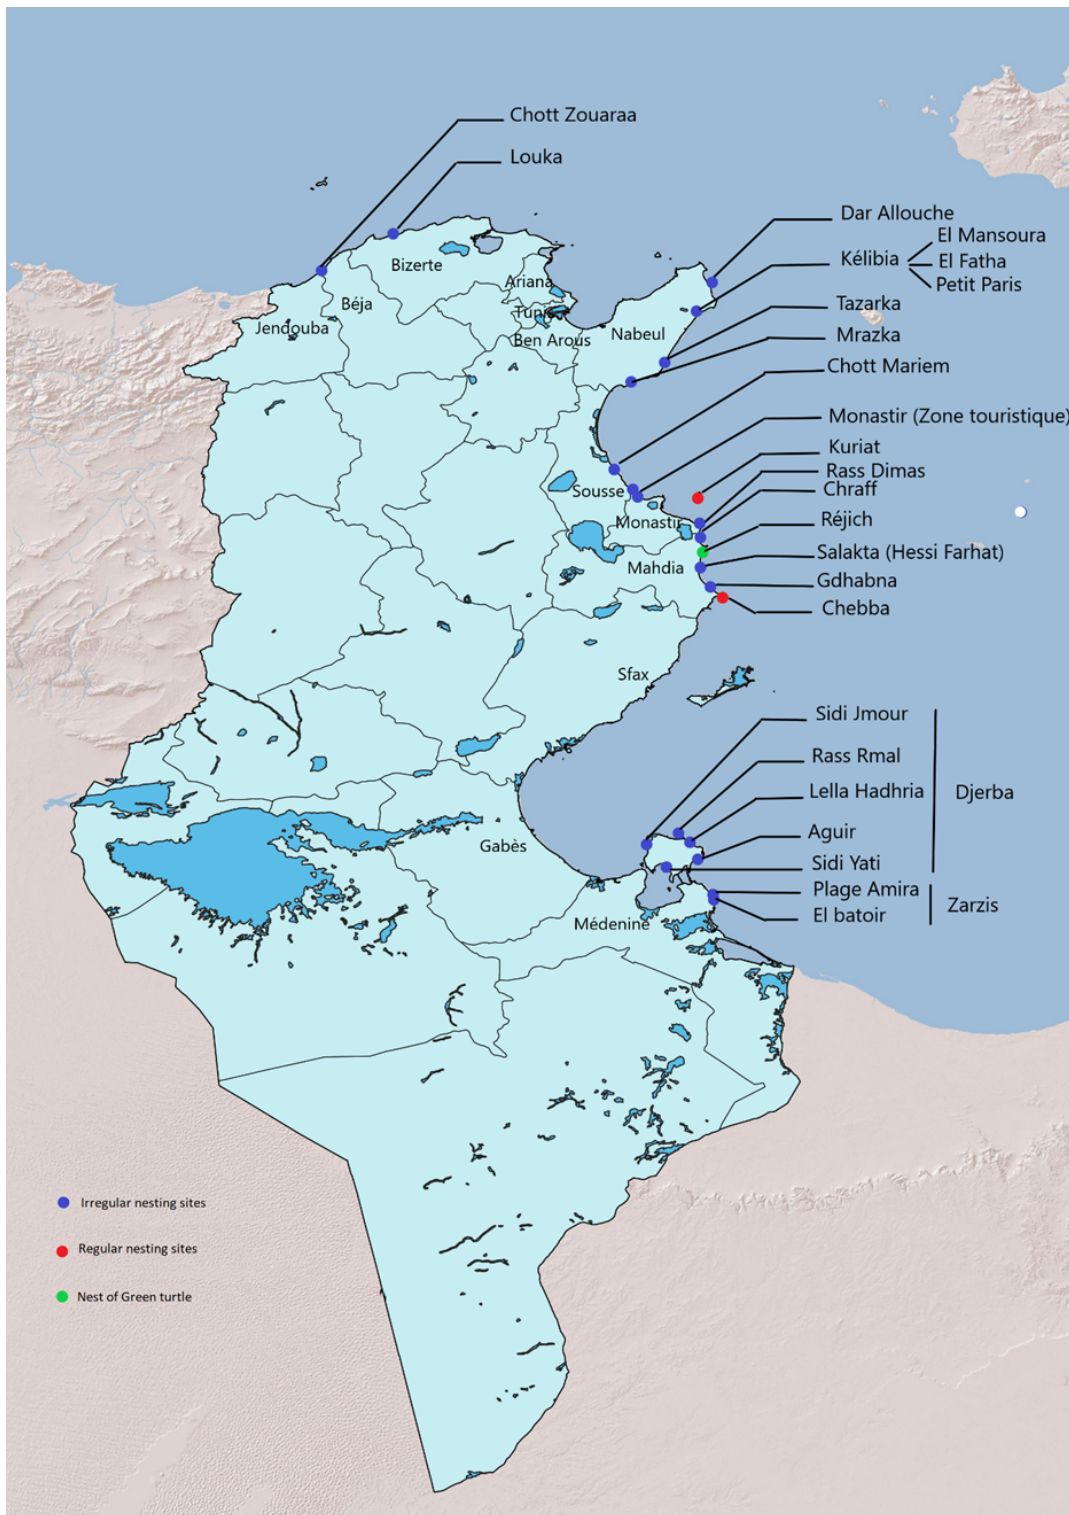 Chott Zouaraa
Louka
Dar Allouche
El Mansoura
Kélibia
El Fatha
Petit Paris
Bizerte
Ariana
Béja
Tunis
Jendouba
Ben Arous
Nabeul
Tazarka
Mrazka
Chott Mariem
Monastir (Zone touristique)
Kuriat
Rass Dimas
Chraff
Sousse
Monastir
Réjich
Salakta (Hessi Farhat)
Mahdia
Gdhabna
Chebba
Sfax
Sidi Jmour
Rass Rmal
Lella Hadhria
Djerba
Aguir
Gabès
Sidi Yati
Plage Amira
Zarzis
El batoir
Médenine
Irregular nesting sites
Regular nesting sites
Nest of Green turtle